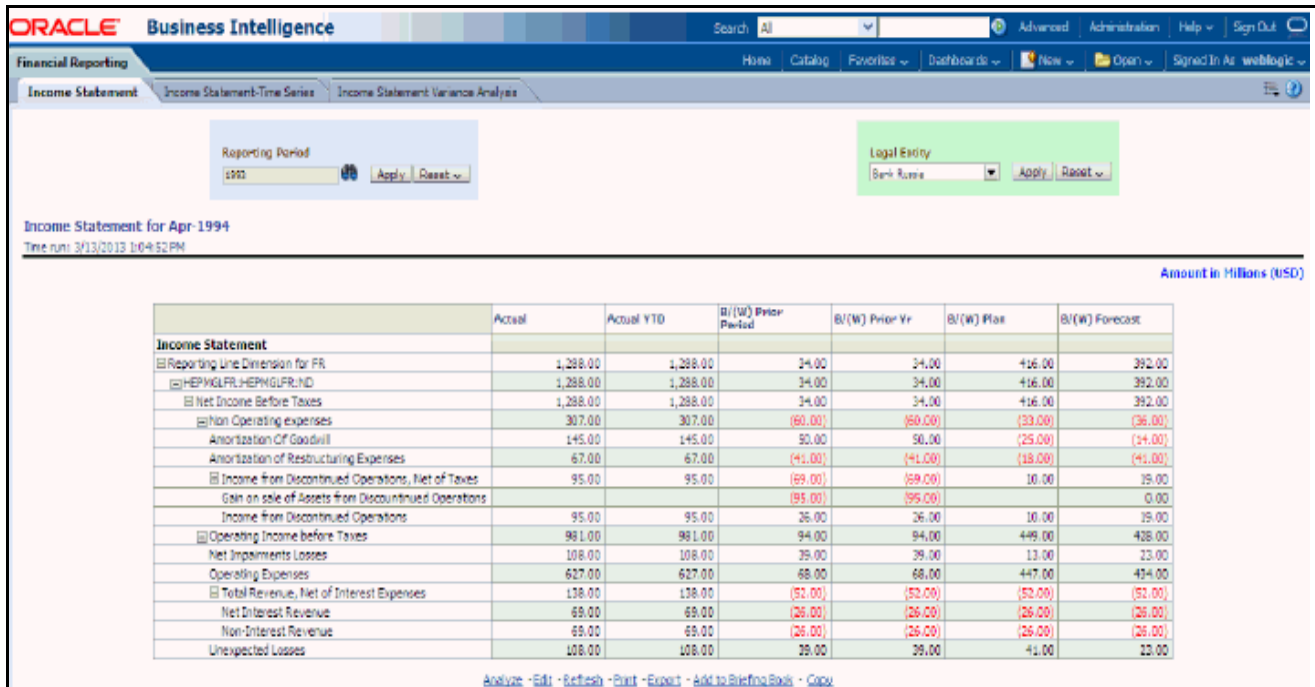 ORACLE Business Intelligence Search All Advanced Administration Help Sign Out
Financial Reporting Home Catalog Favorites Dashboards New Open Signed In As weblogic
Income Statement Income Statement-Time Series Income Statement Variance Analysis
Reporting Period
1993 Apply Reset
Legal Entity
Bank Russia Apply Reset
Income Statement for Apr-1994
Time run: 3/13/2013 1:04:52 PM
Amount in Millions (USD)
Actual Actual YTD B/(W) Prior Period B/(W) Prior Yr B/(W) Plan B/(W) Forecast
Income Statement
Reporting Line Dimension for FR 1,288.00 1,288.00 34.00 34.00 416.00 392.00
HEPMGLFR:HEPMGLFR:ND 1,288.00 1,288.00 34.00 34.00 416.00 392.00
Net Income Before Taxes 1,288.00 1,288.00 34.00 34.00 416.00 392.00
Non Operating expenses 307.00 307.00 (60.00) (60.00) (33.00) (36.00)
Amortization Of Goodwill 145.00 145.00 50.00 50.00 (25.00) (14.00)
Amortization of Restructuring Expenses 67.00 67.00 (41.00) (41.00) (18.00) (41.00)
Income from Discontinued Operations, Net of Taxes 95.00 95.00 (69.00) (69.00) 10.00 19.00
Gain on sale of Assets from Discountinued Operations (95.00) (95.00) 0.00
Income from Discontinued Operations 95.00 95.00 26.00 26.00 10.00 19.00
Operating Income before Taxes 981.00 981.00 94.00 94.00 449.00 428.00
Net Impairments Losses 108.00 108.00 39.00 39.00 13.00 23.00
Operating Expenses 627.00 627.00 68.00 68.00 447.00 434.00
Total Revenue, Net of Interest Expenses 138.00 138.00 (52.00) (52.00) (52.00) (52.00)
Net Interest Revenue 69.00 69.00 (26.00) (26.00) (26.00) (26.00)
Non-Interest Revenue 69.00 69.00 (26.00) (26.00) (26.00) (26.00)
Unexpected Losses 108.00 108.00 39.00 39.00 41.00 23.00
Analyze - Edit - Refresh - Print - Export - Add to Briefing Book - Copy